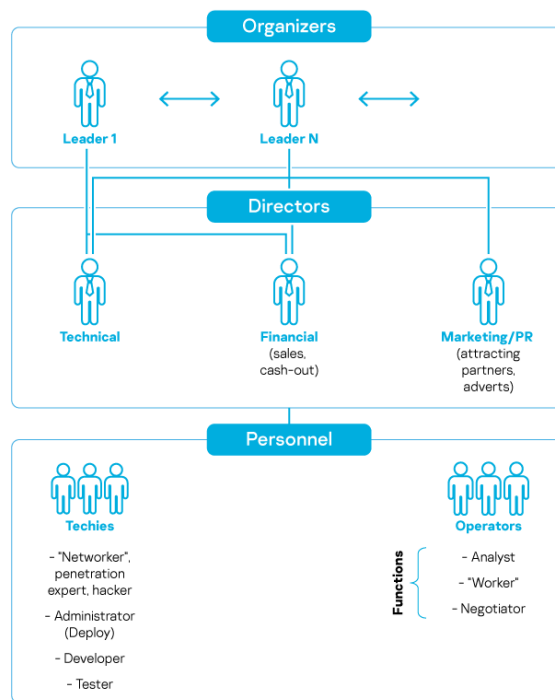 Organizers
Leader 1
Leader N
Directors
Technical
Financial
(sales,
cash-out)
Marketing/PR
(attracting
partners,
adverts)
Personnel
Techies
- "Networker",
penetration
expert, hacker
- Administrator
(Deploy)
- Developer
- Tester
Operators
Functions
- Analyst
- "Worker"
- Negotiator